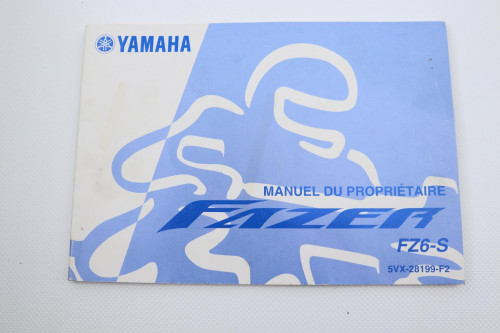 YAMAHA
MANUEL DU PROPRIÉTAIRE
FAZER
FZ6-S
5VX-28199-F2